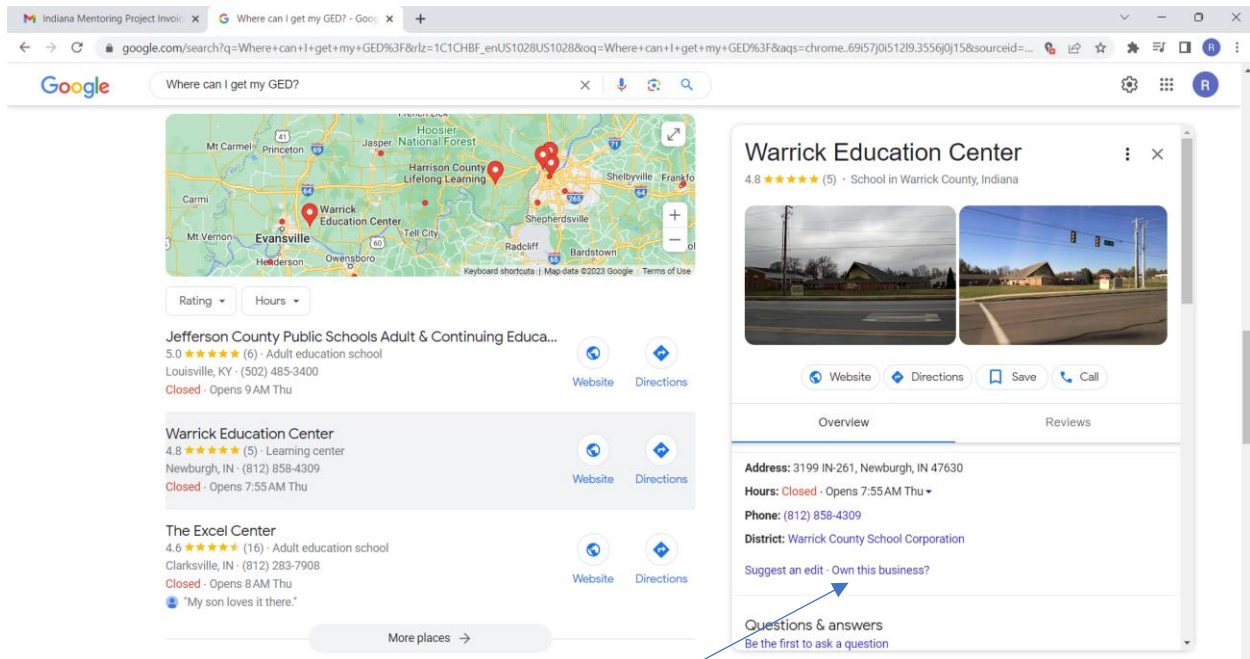 Indiana Mentoring Project Invoic
Where can I get my GED? - Goog
google.com/search?q=Where+can+I+get+my+GED%3F&rlz=1C1CHBF_enUS1028US1028&oq=Where+can+I+get+my+GED%3F&aqs=chrome..69i57j0i512l9.3556j0j15&sourceid=...
R
Google
Where can I get my GED?
R
41
Hoosier
National Forest
Mt Carmel
Princeton
69
Jasper
71
Harrison County
Lifelong Learning
Shelbyville
Frankfo
Carmi
64
64
265
Warrick
Education Center
Shepherdsville
Mt Vernon
Evansville
60
Tell City
Radcliff
65
Bardstown
Henderson
Owensboro
Keyboard shortcuts | Map data ©2023 Google | Terms of Use
Rating
Hours
Jefferson County Public Schools Adult & Continuing Educa...
5.0 ★★★★★ (6) · Adult education school
Louisville, KY · (502) 485-3400
Closed · Opens 9 AM Thu
Website
Directions
Warrick Education Center
4.8 ★★★★★ (5) · Learning center
Newburgh, IN · (812) 858-4309
Closed · Opens 7:55 AM Thu
Website
Directions
The Excel Center
4.6 ★★★★★ (16) · Adult education school
Clarksville, IN · (812) 283-7908
Closed · Opens 8 AM Thu
"My son loves it there."
Website
Directions
More places →
Warrick Education Center
4.8 ★★★★★ (5) · School in Warrick County, Indiana
Website
Directions
Save
Call
Overview
Reviews
Address: 3199 IN-261, Newburgh, IN 47630
Hours: Closed · Opens 7:55 AM Thu
Phone: (812) 858-4309
District: Warrick County School Corporation
Suggest an edit · Own this business?
Questions & answers
Be the first to ask a question